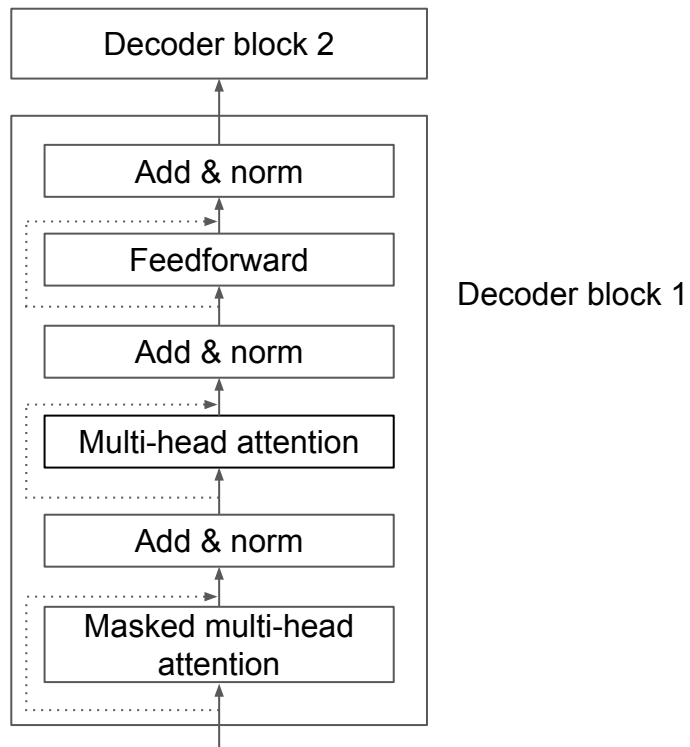 Decoder block 2
Add & norm
Feedforward
Decoder block 1
Add & norm
Multi-head attention
Add & norm
Masked multi-head
attention